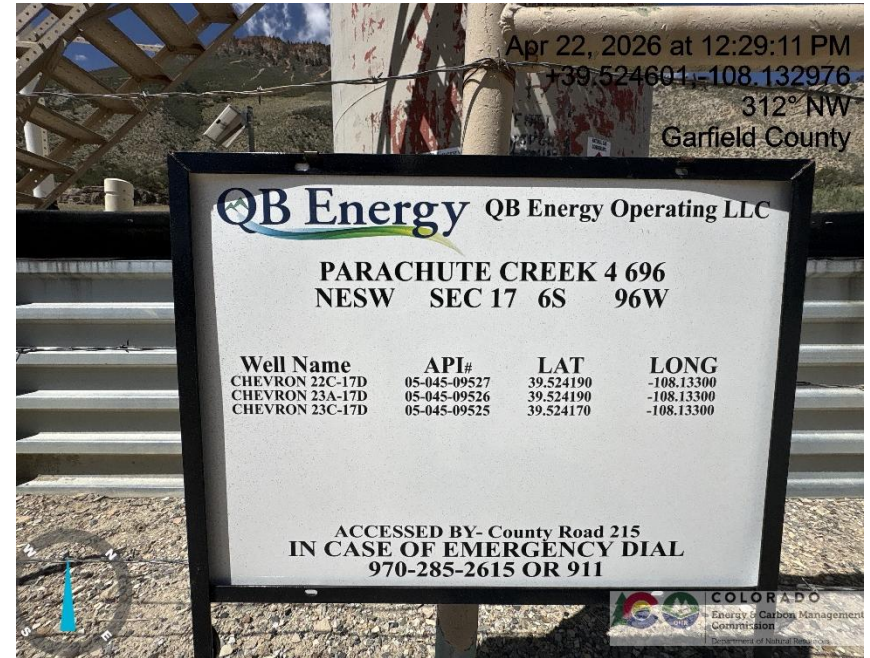 Apr 22, 2026 at 12:29:11 PM
+39.524601,-108.132976
312° NW
Garfield County
QB Energy QB Energy Operating LLC
PARACHUTE CREEK 4 696
NESW SEC 17 6S 96W
Well Name API# LAT LONG
CHEVRON 22C-17D 05-045-09527 39.524190 -108.13300
CHEVRON 23A-17D 05-045-09526 39.524190 -108.13300
CHEVRON 23C-17D 05-045-09525 39.524170 -108.13300
ACCESSED BY- County Road 215
IN CASE OF EMERGENCY DIAL
970-285-2615 OR 911
COLORADO
Energy & Carbon Management
Commission
Department of Natural Resources
N
E
S
W